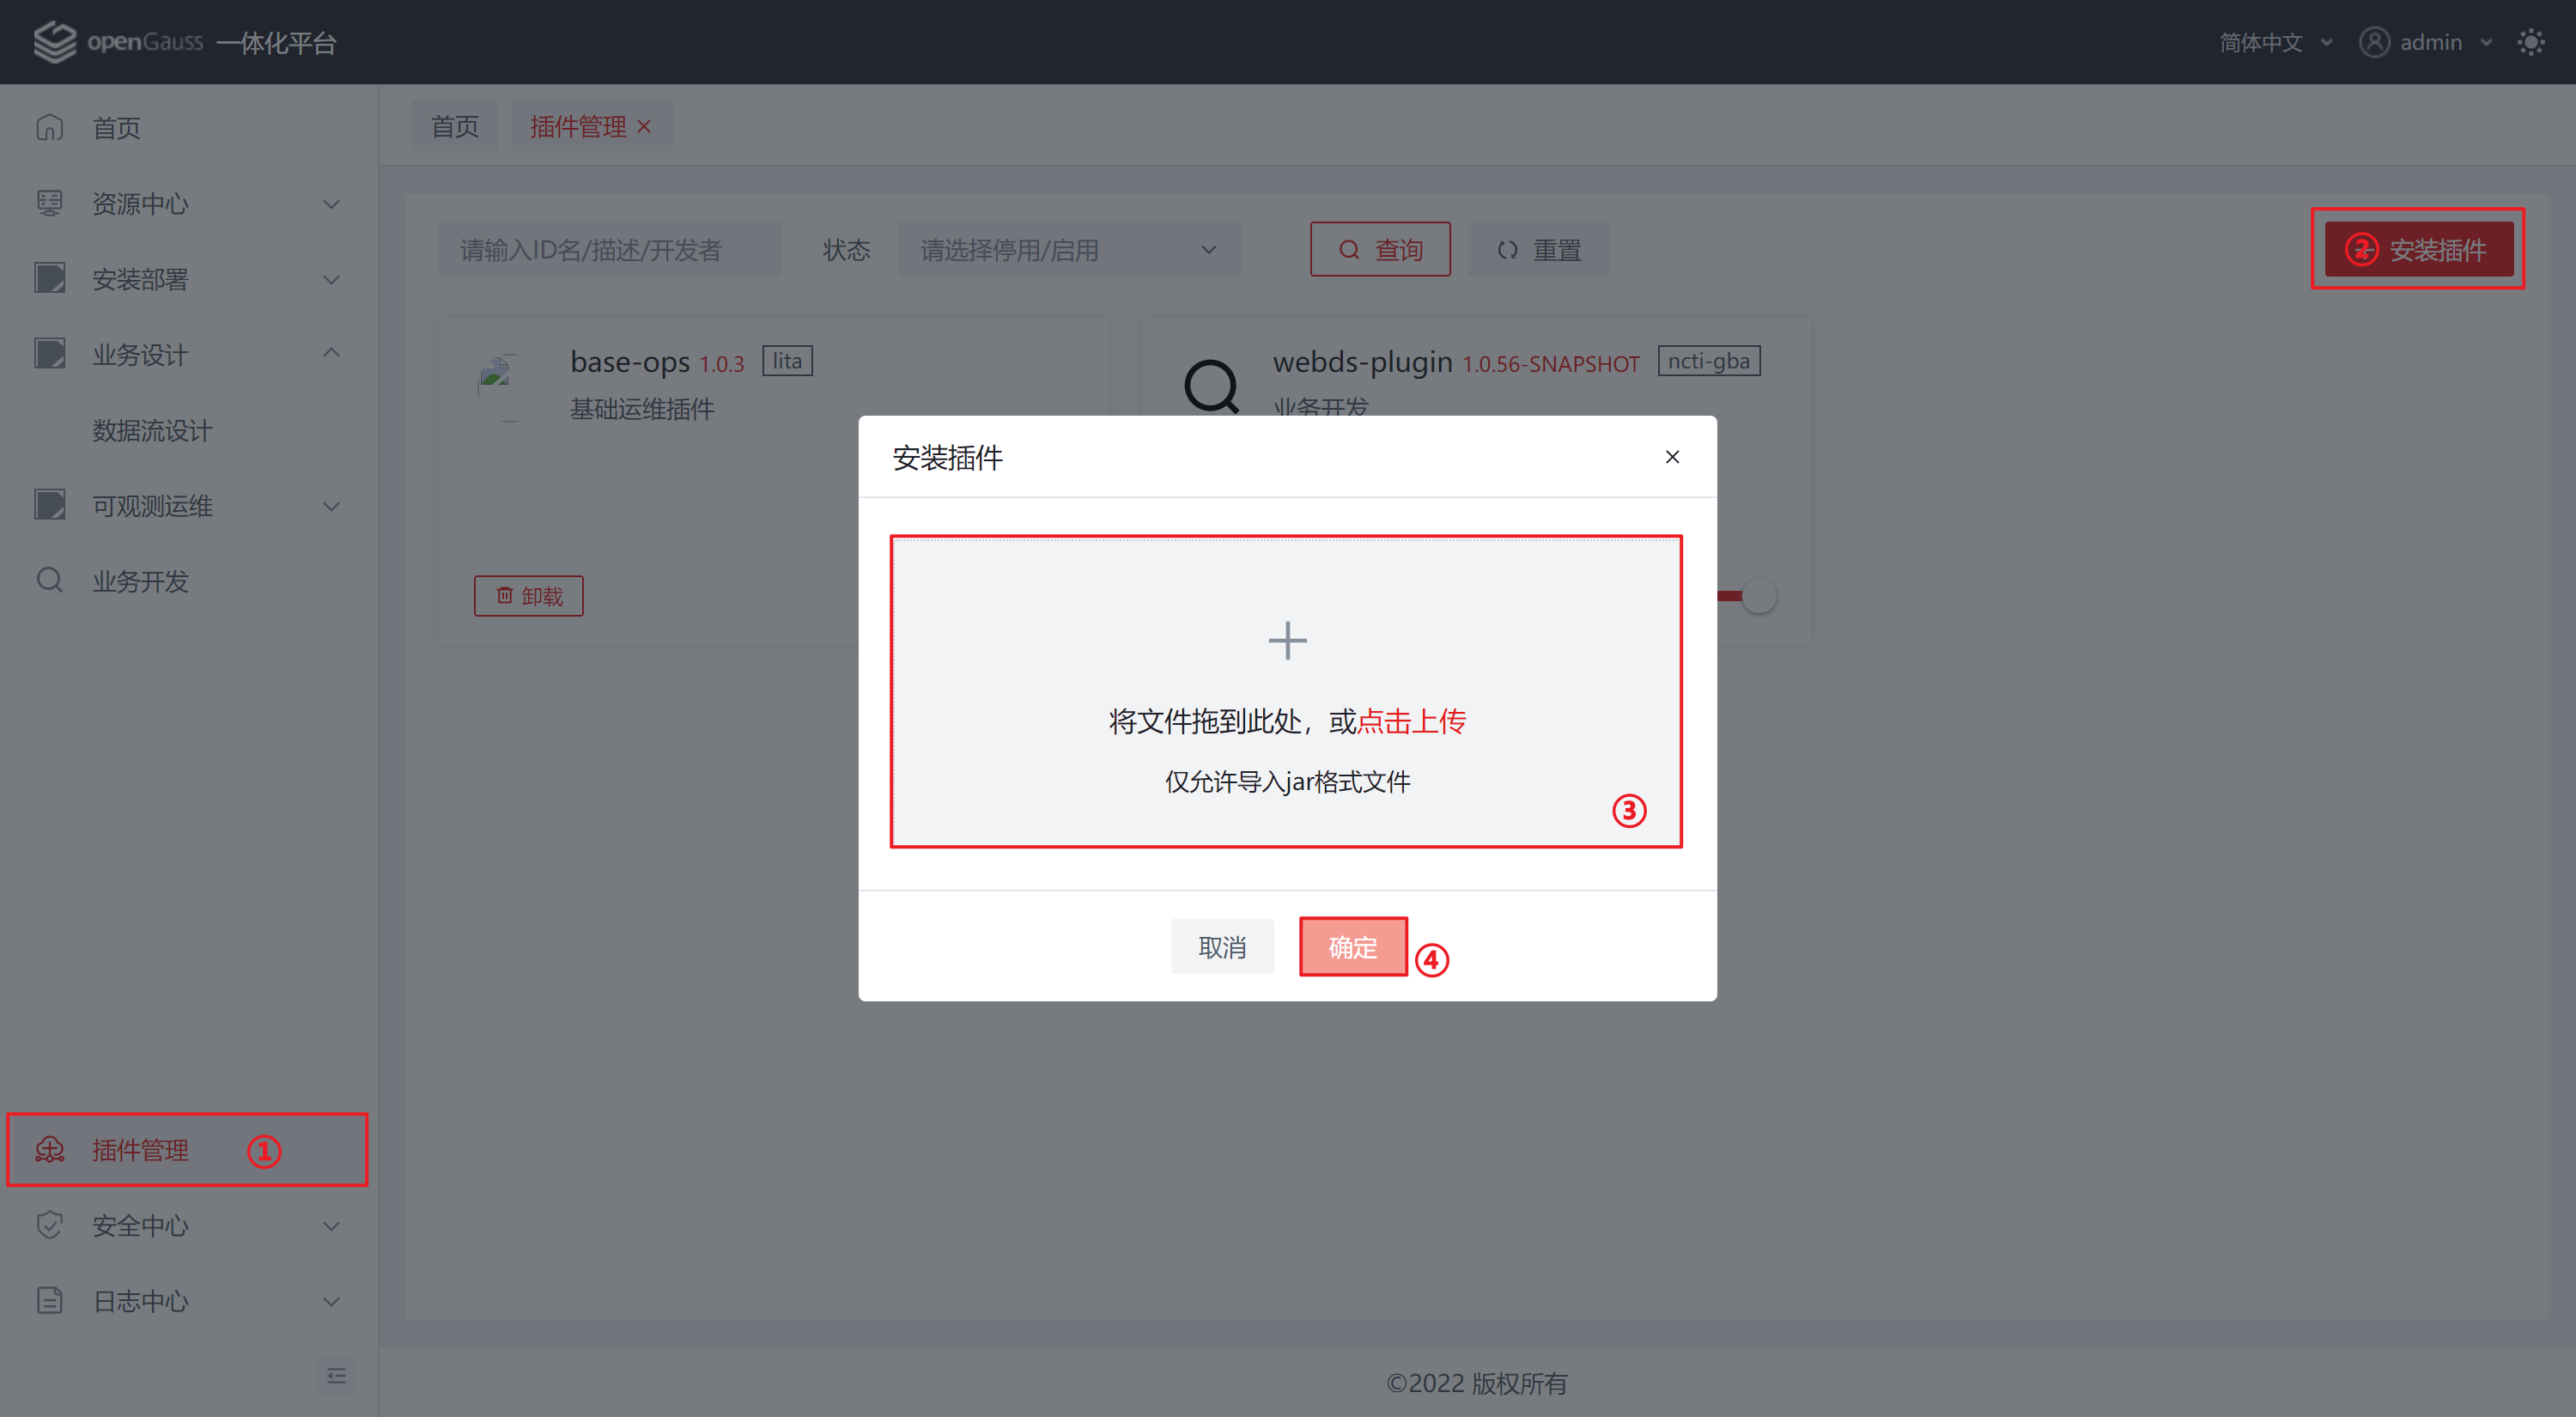 openGauss 一体化平台
简体中文
admin
首页
资源中心
安装部署
业务设计
数据流设计
可观测运维
业务开发
插件管理 ①
安全中心
日志中心
首页
插件管理 ×
请输入ID名/描述/开发者
状态
请选择停用/启用
查询
重置
② 安装插件
base-ops 1.0.3 lita
基础运维插件
卸载
webds-plugin 1.0.56-SNAPSHOT ncti-gba
业务开发
安装插件
将文件拖到此处，或点击上传
仅允许导入jar格式文件
③
取消
确定
④
©2022 版权所有